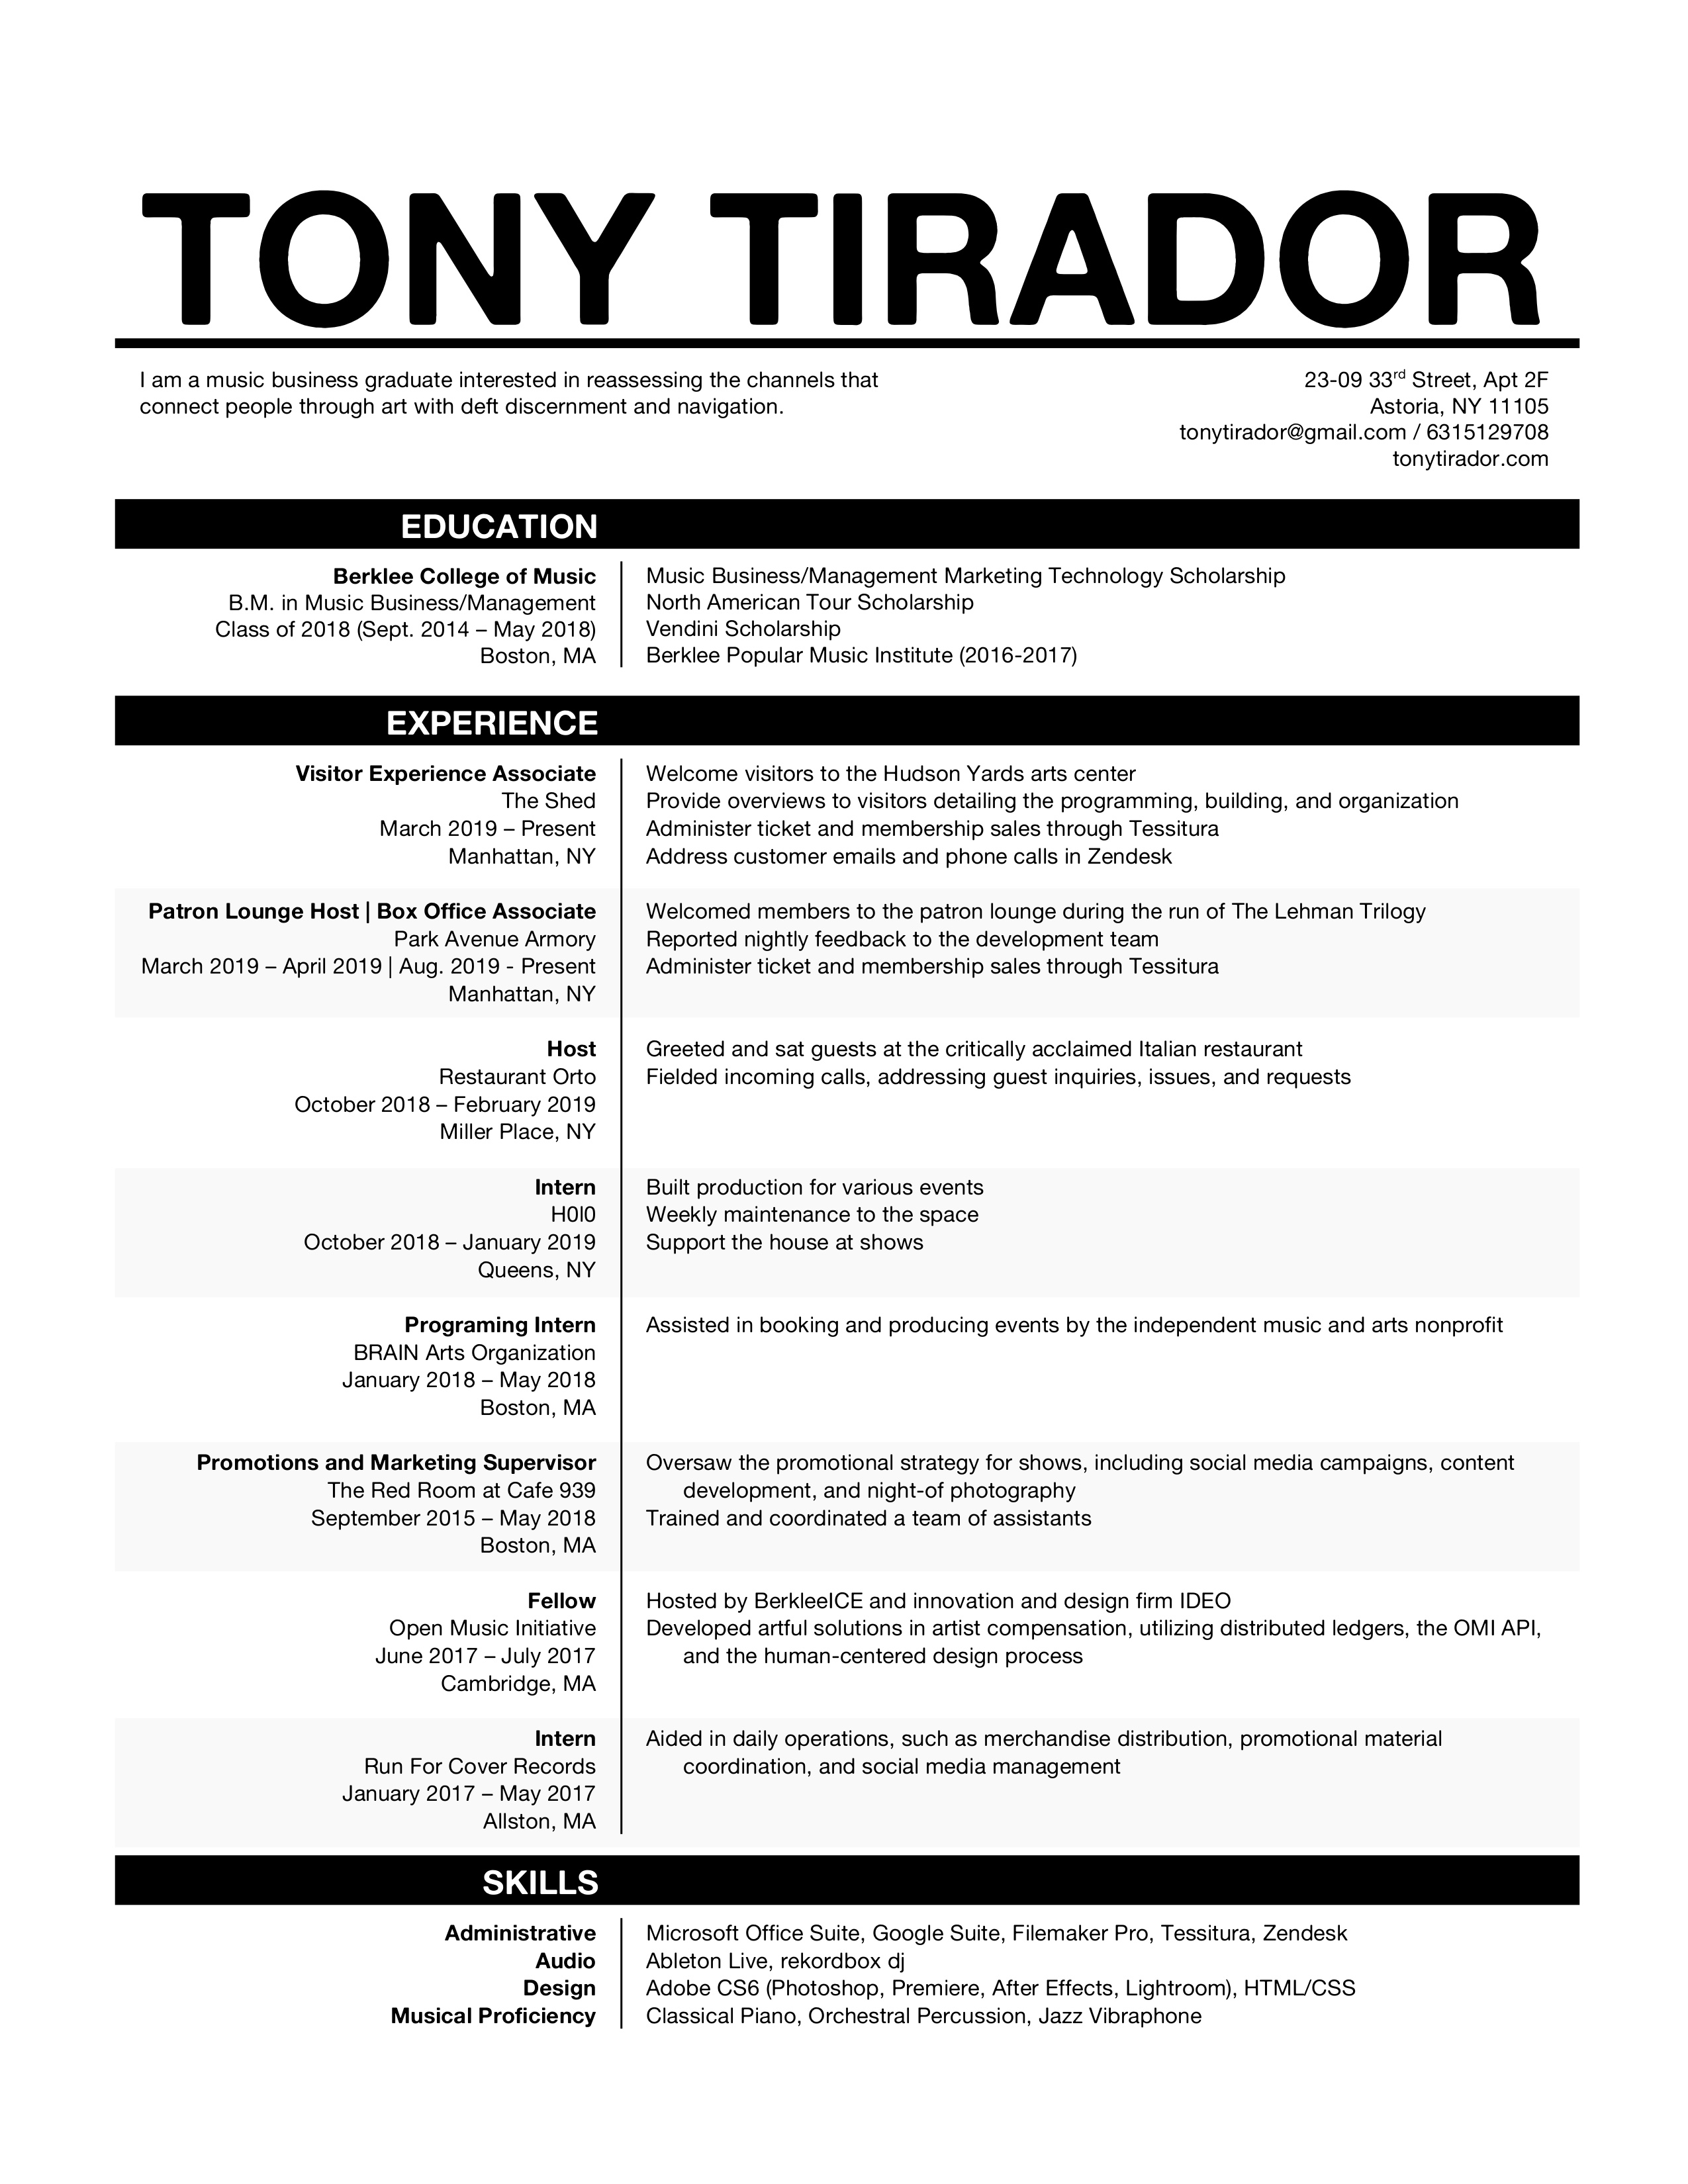 TONY TIRADOR
I am a music business graduate interested in reassessing the channels that
connect people through art with deft discernment and navigation.
23-09 33rd Street, Apt 2F
Astoria, NY 11105
tonytirador@gmail.com / 6315129708
tonytirador.com
EDUCATION
Berklee College of Music
B.M. in Music Business/Management
Class of 2018 (Sept. 2014 – May 2018)
Boston, MA
Music Business/Management Marketing Technology Scholarship
North American Tour Scholarship
Vendini Scholarship
Berklee Popular Music Institute (2016-2017)
EXPERIENCE
Visitor Experience Associate
The Shed
March 2019 – Present
Manhattan, NY
Welcome visitors to the Hudson Yards arts center
Provide overviews to visitors detailing the programming, building, and organization
Administer ticket and membership sales through Tessitura
Address customer emails and phone calls in Zendesk
Patron Lounge Host | Box Office Associate
Park Avenue Armory
March 2019 – April 2019 | Aug. 2019 - Present
Manhattan, NY
Welcomed members to the patron lounge during the run of The Lehman Trilogy
Reported nightly feedback to the development team
Administer ticket and membership sales through Tessitura
Host
Restaurant Orto
October 2018 – February 2019
Miller Place, NY
Greeted and sat guests at the critically acclaimed Italian restaurant
Fielded incoming calls, addressing guest inquiries, issues, and requests
Intern
H0l0
October 2018 – January 2019
Queens, NY
Built production for various events
Weekly maintenance to the space
Support the house at shows
Programing Intern
BRAIN Arts Organization
January 2018 – May 2018
Boston, MA
Assisted in booking and producing events by the independent music and arts nonprofit
Promotions and Marketing Supervisor
The Red Room at Cafe 939
September 2015 – May 2018
Boston, MA
Oversaw the promotional strategy for shows, including social media campaigns, content
development, and night-of photography
Trained and coordinated a team of assistants
Fellow
Open Music Initiative
June 2017 – July 2017
Cambridge, MA
Hosted by BerkleeICE and innovation and design firm IDEO
Developed artful solutions in artist compensation, utilizing distributed ledgers, the OMI API,
and the human-centered design process
Intern
Run For Cover Records
January 2017 – May 2017
Allston, MA
Aided in daily operations, such as merchandise distribution, promotional material
coordination, and social media management
SKILLS
Administrative
Audio
Design
Musical Proficiency
Microsoft Office Suite, Google Suite, Filemaker Pro, Tessitura, Zendesk
Ableton Live, rekordbox dj
Adobe CS6 (Photoshop, Premiere, After Effects, Lightroom), HTML/CSS
Classical Piano, Orchestral Percussion, Jazz Vibraphone